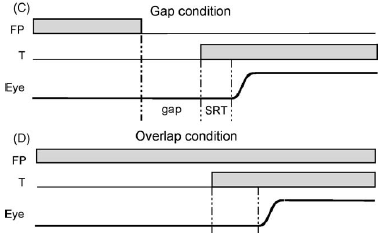 (C) Gap condition
FP
T
Eye
gap SRT
(D) Overlap condition
FP
T
Eye